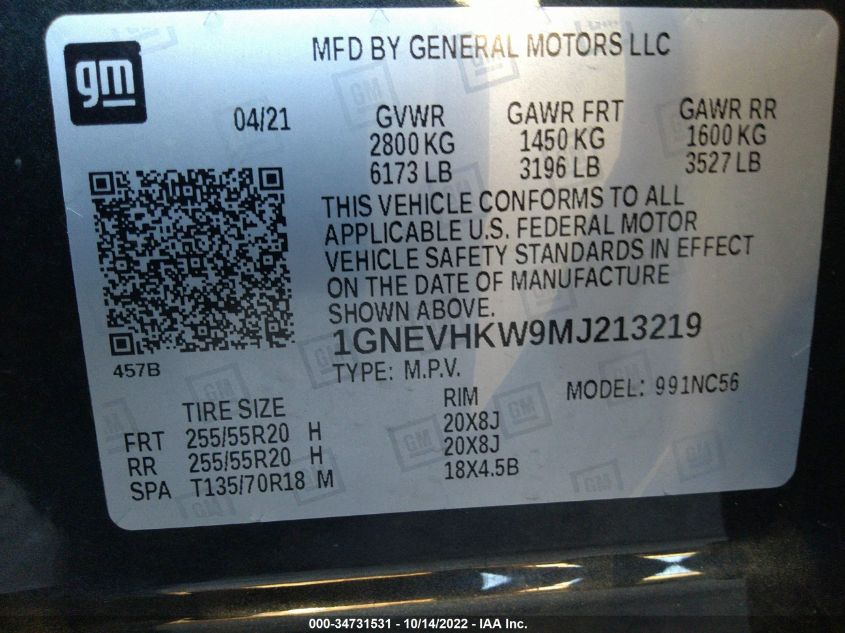 gm
MFD BY GENERAL MOTORS LLC
04/21 GVWR GAWR FRT GAWR RR
2800 KG 1450 KG 1600 KG
6173 LB 3196 LB 3527 LB
THIS VEHICLE CONFORMS TO ALL
APPLICABLE U.S. FEDERAL MOTOR
VEHICLE SAFETY STANDARDS IN EFFECT
ON THE DATE OF MANUFACTURE
SHOWN ABOVE.
1GNEVHKW9MJ213219
457B
TYPE: M.P.V. MODEL: 991NC56
TIRE SIZE RIM
FRT 255/55R20 H 20X8J
RR 255/55R20 H 20X8J
SPA T135/70R18 M 18X4.5B
000-34731531 - 10/14/2022 - IAA Inc.